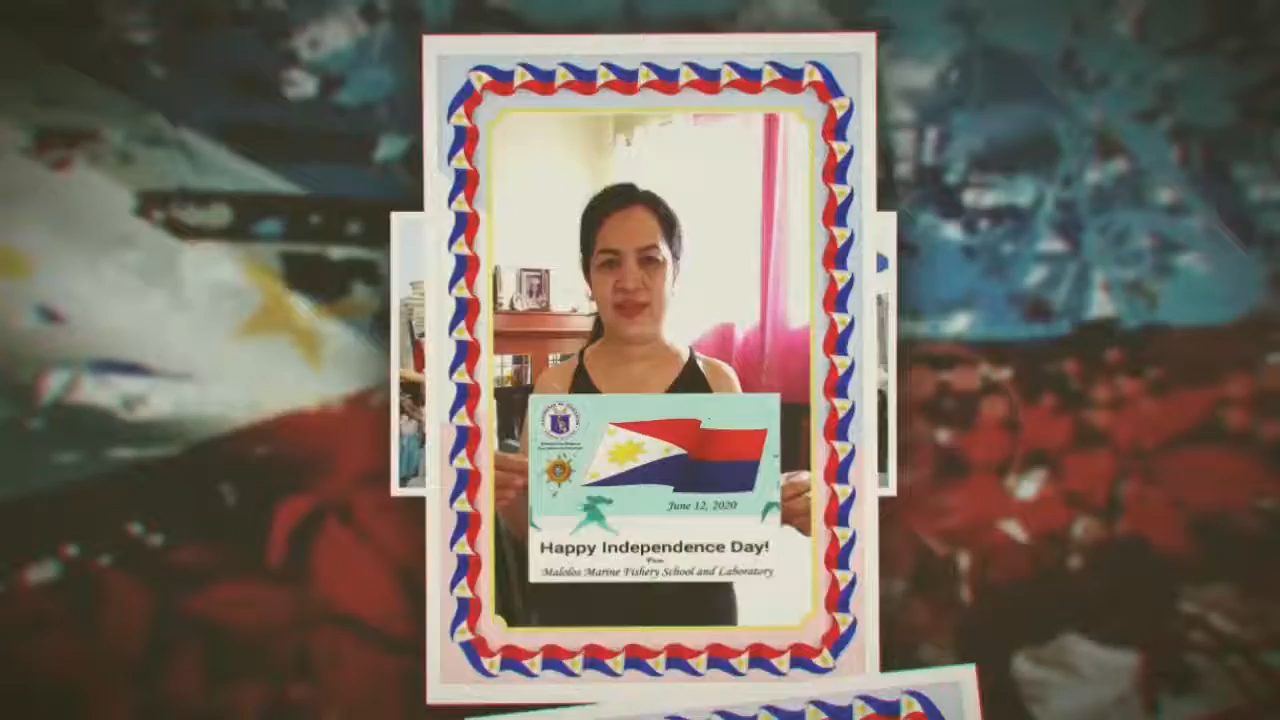 June 12, 2020
Happy Independence Day!
From
Malolos Marine Fishery School and Laboratory